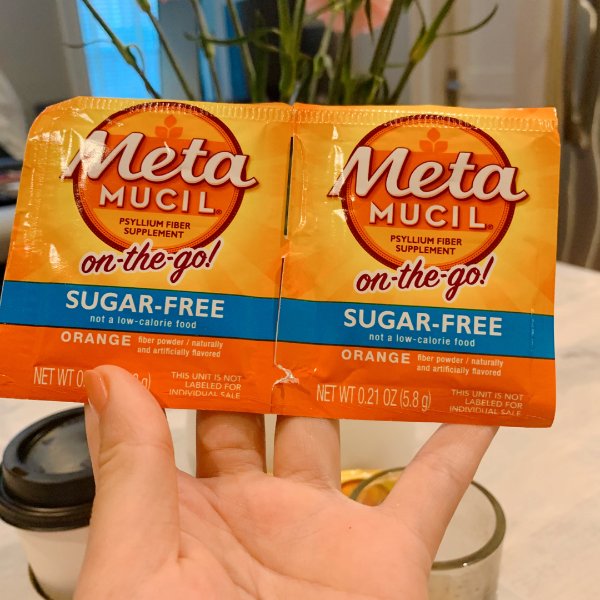 Meta
MUCIL®
PSYLLIUM FIBER
SUPPLEMENT
on-the-go!
SUGAR-FREE
not a low-calorie food
ORANGE fiber powder / naturally
and artificially flavored
NET WT 0.
THIS UNIT IS NOT
LABELED FOR
INDIVIDUAL SALE
Meta
MUCIL®
PSYLLIUM FIBER
SUPPLEMENT
on-the-go!
SUGAR-FREE
not a low-calorie food
ORANGE fiber powder / naturally
and artificially flavored
NET WT 0.21 OZ (5.8 g)
THIS UNIT IS NOT
LABELED FOR
INDIVIDUAL SALE